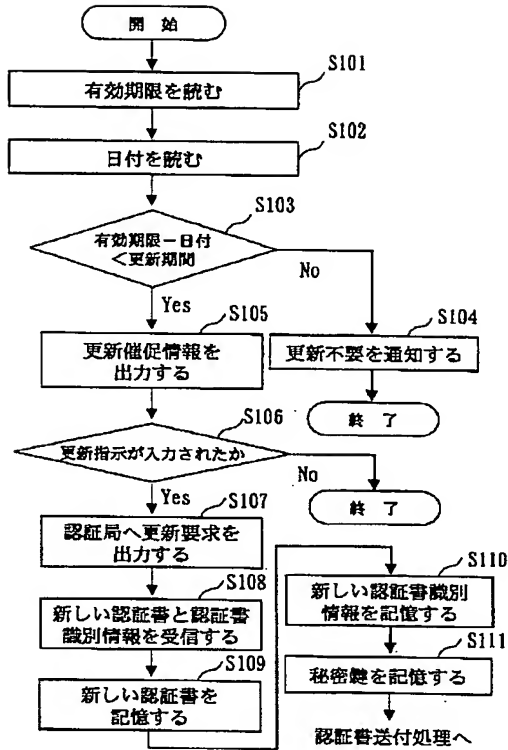 開 始
S101
有効期限を読む
S102
日付を読む
S103
有効期限－日付
＜更新期間
No
Yes
S105
S104
更新催促情報を
出力する
更新不要を通知する
S106
終 了
更新指示が入力されたか
No
Yes
S107
終 了
認証局へ更新要求を
出力する
S108
新しい認証書と認証書
識別情報を受信する
S109
新しい認証書を
記憶する
S110
新しい認証書識別
情報を記憶する
S111
秘密鍵を記憶する
認証書送付処理へ